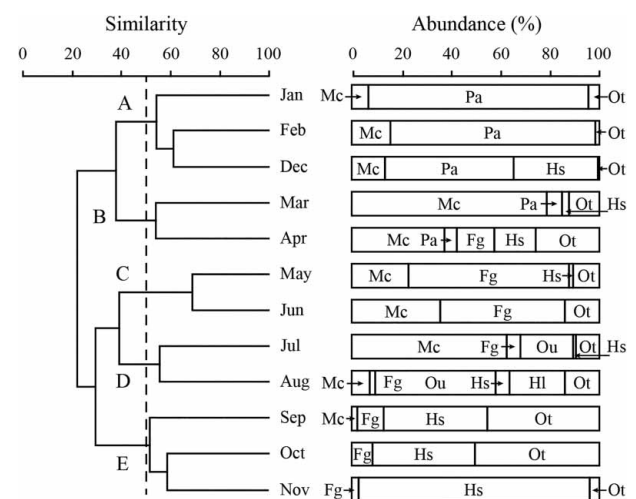 Similarity Abundance (%)
0 20 40 60 80 100 0 20 40 60 80 100
A Jan Mc Pa Ot
Feb Mc Pa Ot
Dec Mc Pa Hs Ot
Mar Mc Pa Ot Hs
B Apr Mc Pa Fg Hs Ot
C May Mc Fg Hs Ot
Jun Mc Fg Ot
Jul Mc Fg Ou Ot Hs
D Aug Mc Fg Ou Hs Hl Ot
Sep Mc Fg Hs Ot
E Oct Fg Hs Ot
Nov Fg Hs Ot